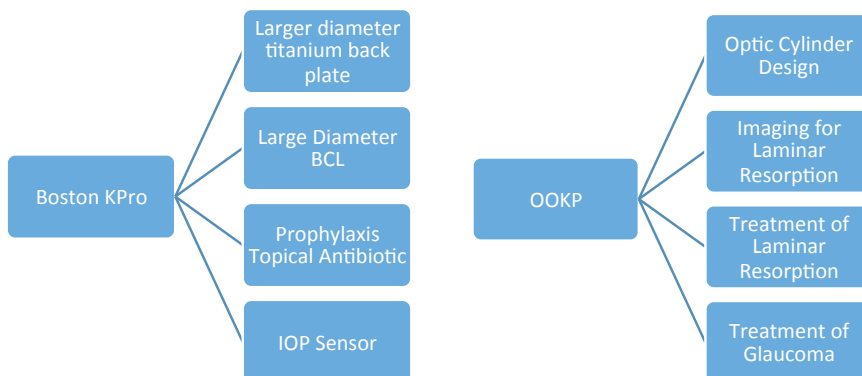 Boston KPro
Larger diameter
titanium back
plate
Large Diameter
BCL
Prophylaxis
Topical Antibiotic
IOP Sensor
OOKP
Optic Cylinder
Design
Imaging for
Laminar
Resorption
Treatment of
Laminar
Resorption
Treatment of
Glaucoma